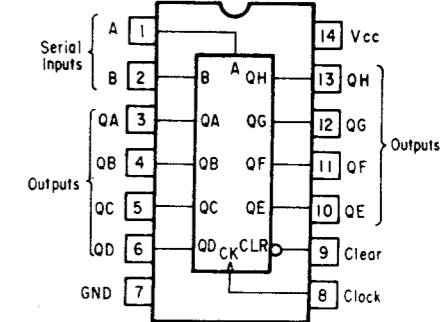 A 1 14 Vcc
Serial Inputs
A
B 2 B QH 13 QH
QA 3 QA QG 12 QG
Outputs
QB 4 QB QF 11 QF
Outputs
QC 5 QC QE 10 QE
QD 6 QD CK CLR 9 Clear
GND 7 8 Clock